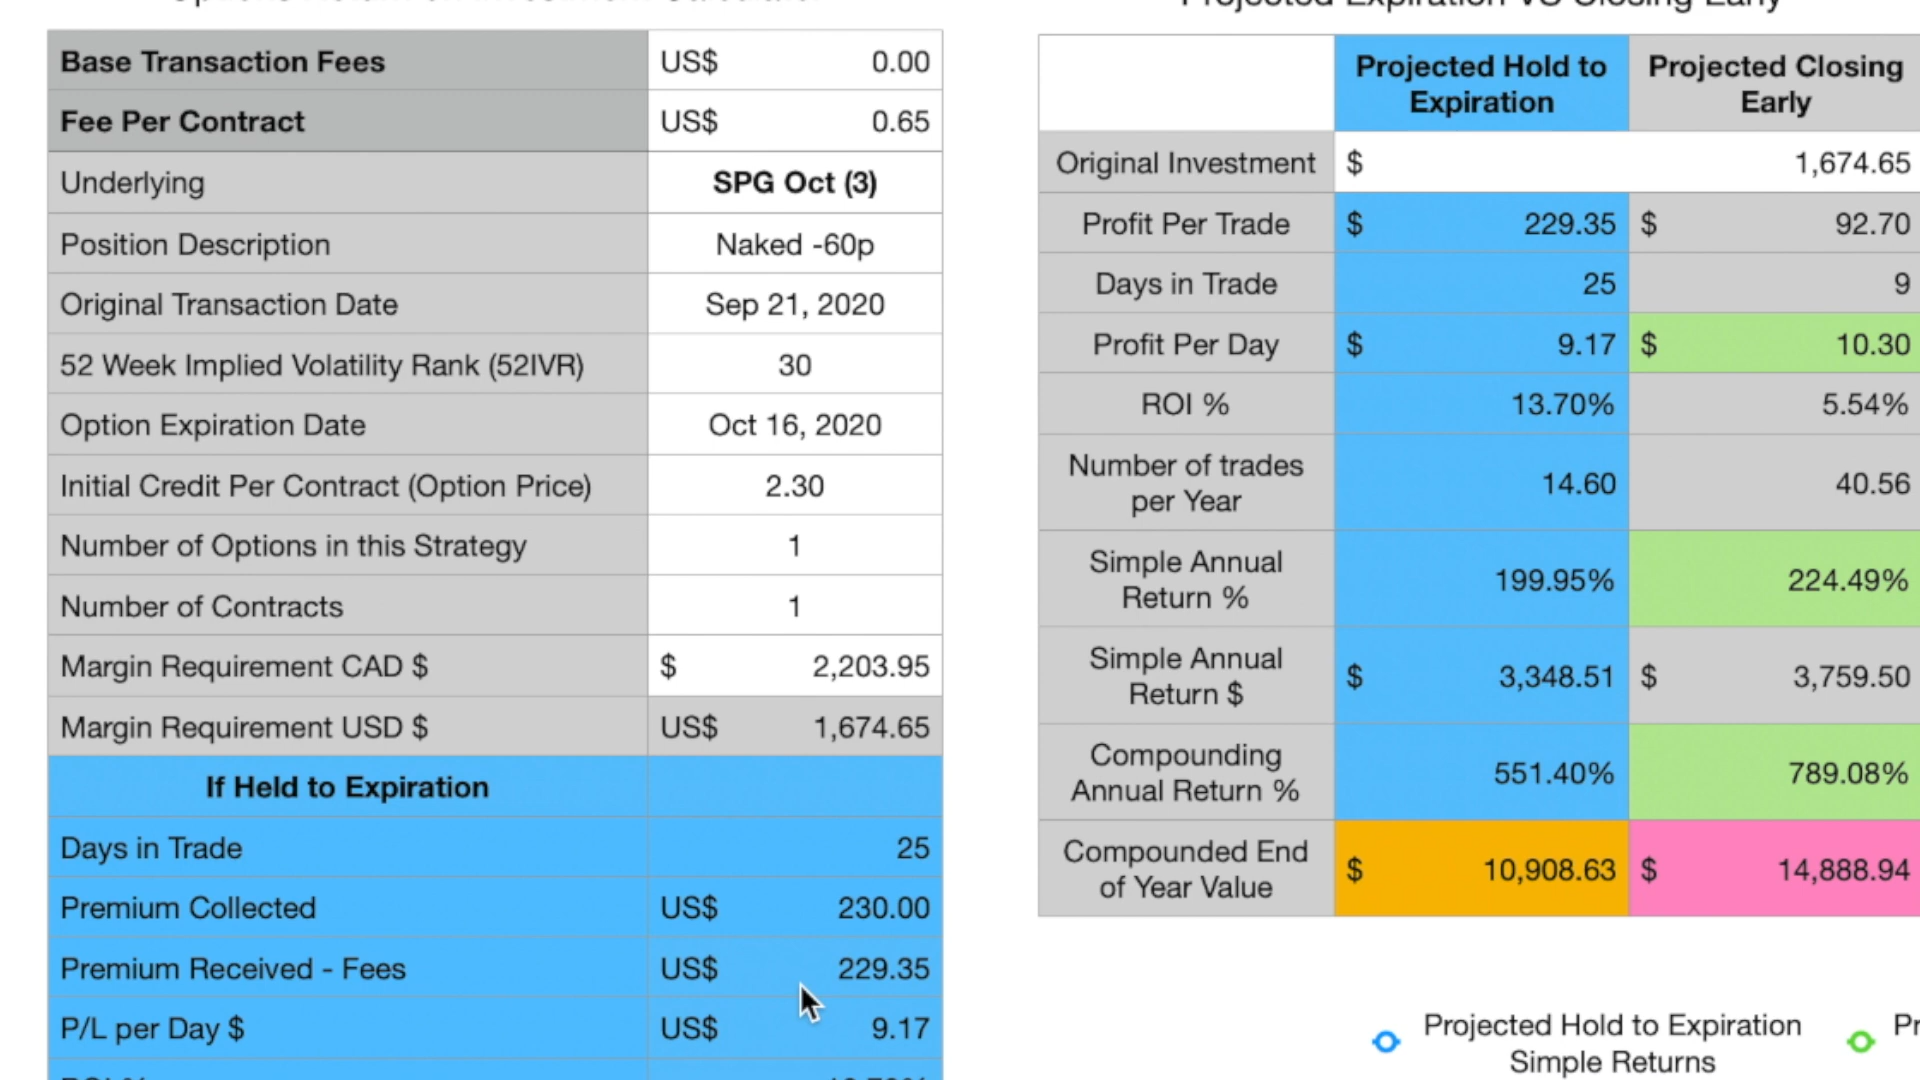 Projected Expiration VS Closing Early
Base Transaction Fees US$ 0.00
Fee Per Contract US$ 0.65
Underlying SPG Oct (3)
Position Description Naked -60p
Original Transaction Date Sep 21, 2020
52 Week Implied Volatility Rank (52IVR) 30
Option Expiration Date Oct 16, 2020
Initial Credit Per Contract (Option Price) 2.30
Number of Options in this Strategy 1
Number of Contracts 1
Margin Requirement CAD $ $ 2,203.95
Margin Requirement USD $ US$ 1,674.65
If Held to Expiration
Days in Trade 25
Premium Collected US$ 230.00
Premium Received - Fees US$ 229.35
P/L per Day $ US$ 9.17
Projected Hold to
Expiration
Projected Closing
Early
Original Investment $ 1,674.65
Profit Per Trade $ 229.35 $ 92.70
Days in Trade 25 9
Profit Per Day $ 9.17 $ 10.30
ROI % 13.70% 5.54%
Number of trades
per Year
14.60 40.56
Simple Annual
Return %
199.95% 224.49%
Simple Annual
Return $
$ 3,348.51 $ 3,759.50
Compounding
Annual Return %
551.40% 789.08%
Compounded End
of Year Value
$ 10,908.63 $ 14,888.94
Projected Hold to Expiration
Simple Returns